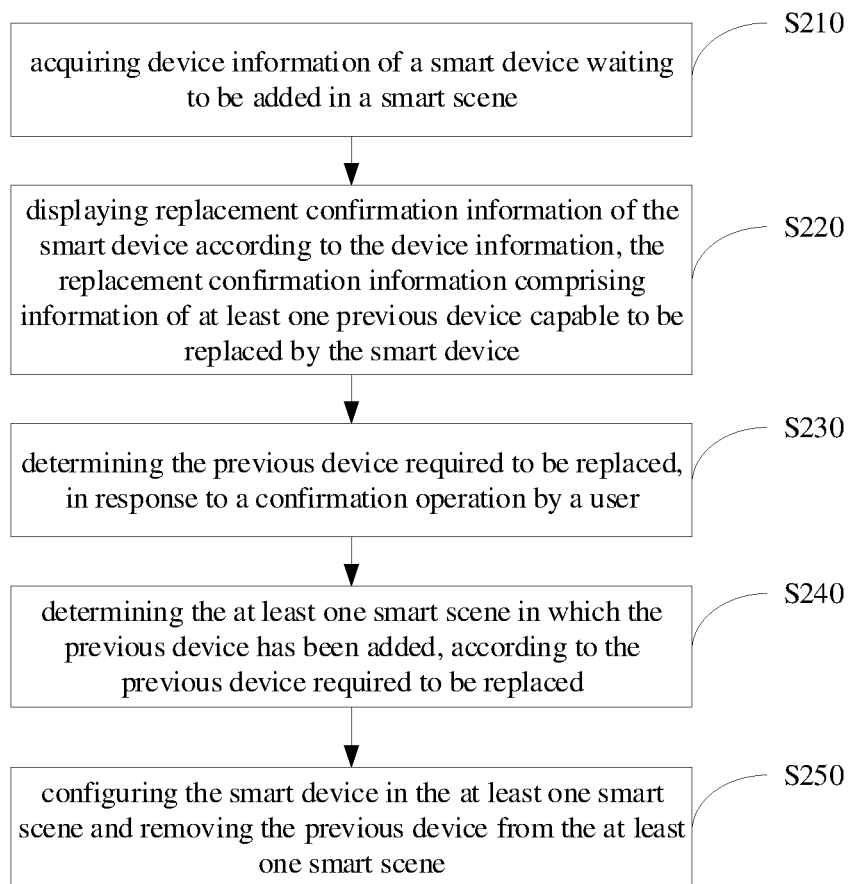 S210
acquiring device information of a smart device waiting
to be added in a smart scene
S220
displaying replacement confirmation information of the
smart device according to the device information, the
replacement confirmation information comprising
information of at least one previous device capable to be
replaced by the smart device
S230
determining the previous device required to be replaced,
in response to a confirmation operation by a user
S240
determining the at least one smart scene in which the
previous device has been added, according to the
previous device required to be replaced
S250
configuring the smart device in the at least one smart
scene and removing the previous device from the at least
one smart scene